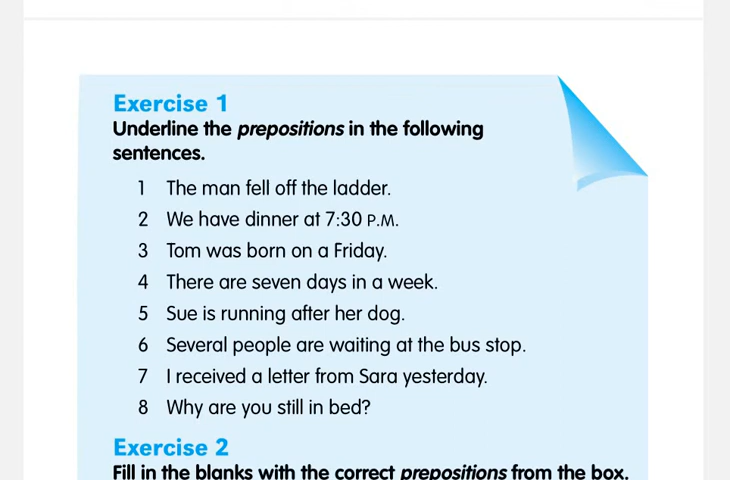 Exercise 1
Underline the prepositions in the following
sentences.
1 The man fell off the ladder.
2 We have dinner at 7:30 P.M.
3 Tom was born on a Friday.
4 There are seven days in a week.
5 Sue is running after her dog.
6 Several people are waiting at the bus stop.
7 I received a letter from Sara yesterday.
8 Why are you still in bed?
Exercise 2
Fill in the blanks with the correct prepositions from the box.